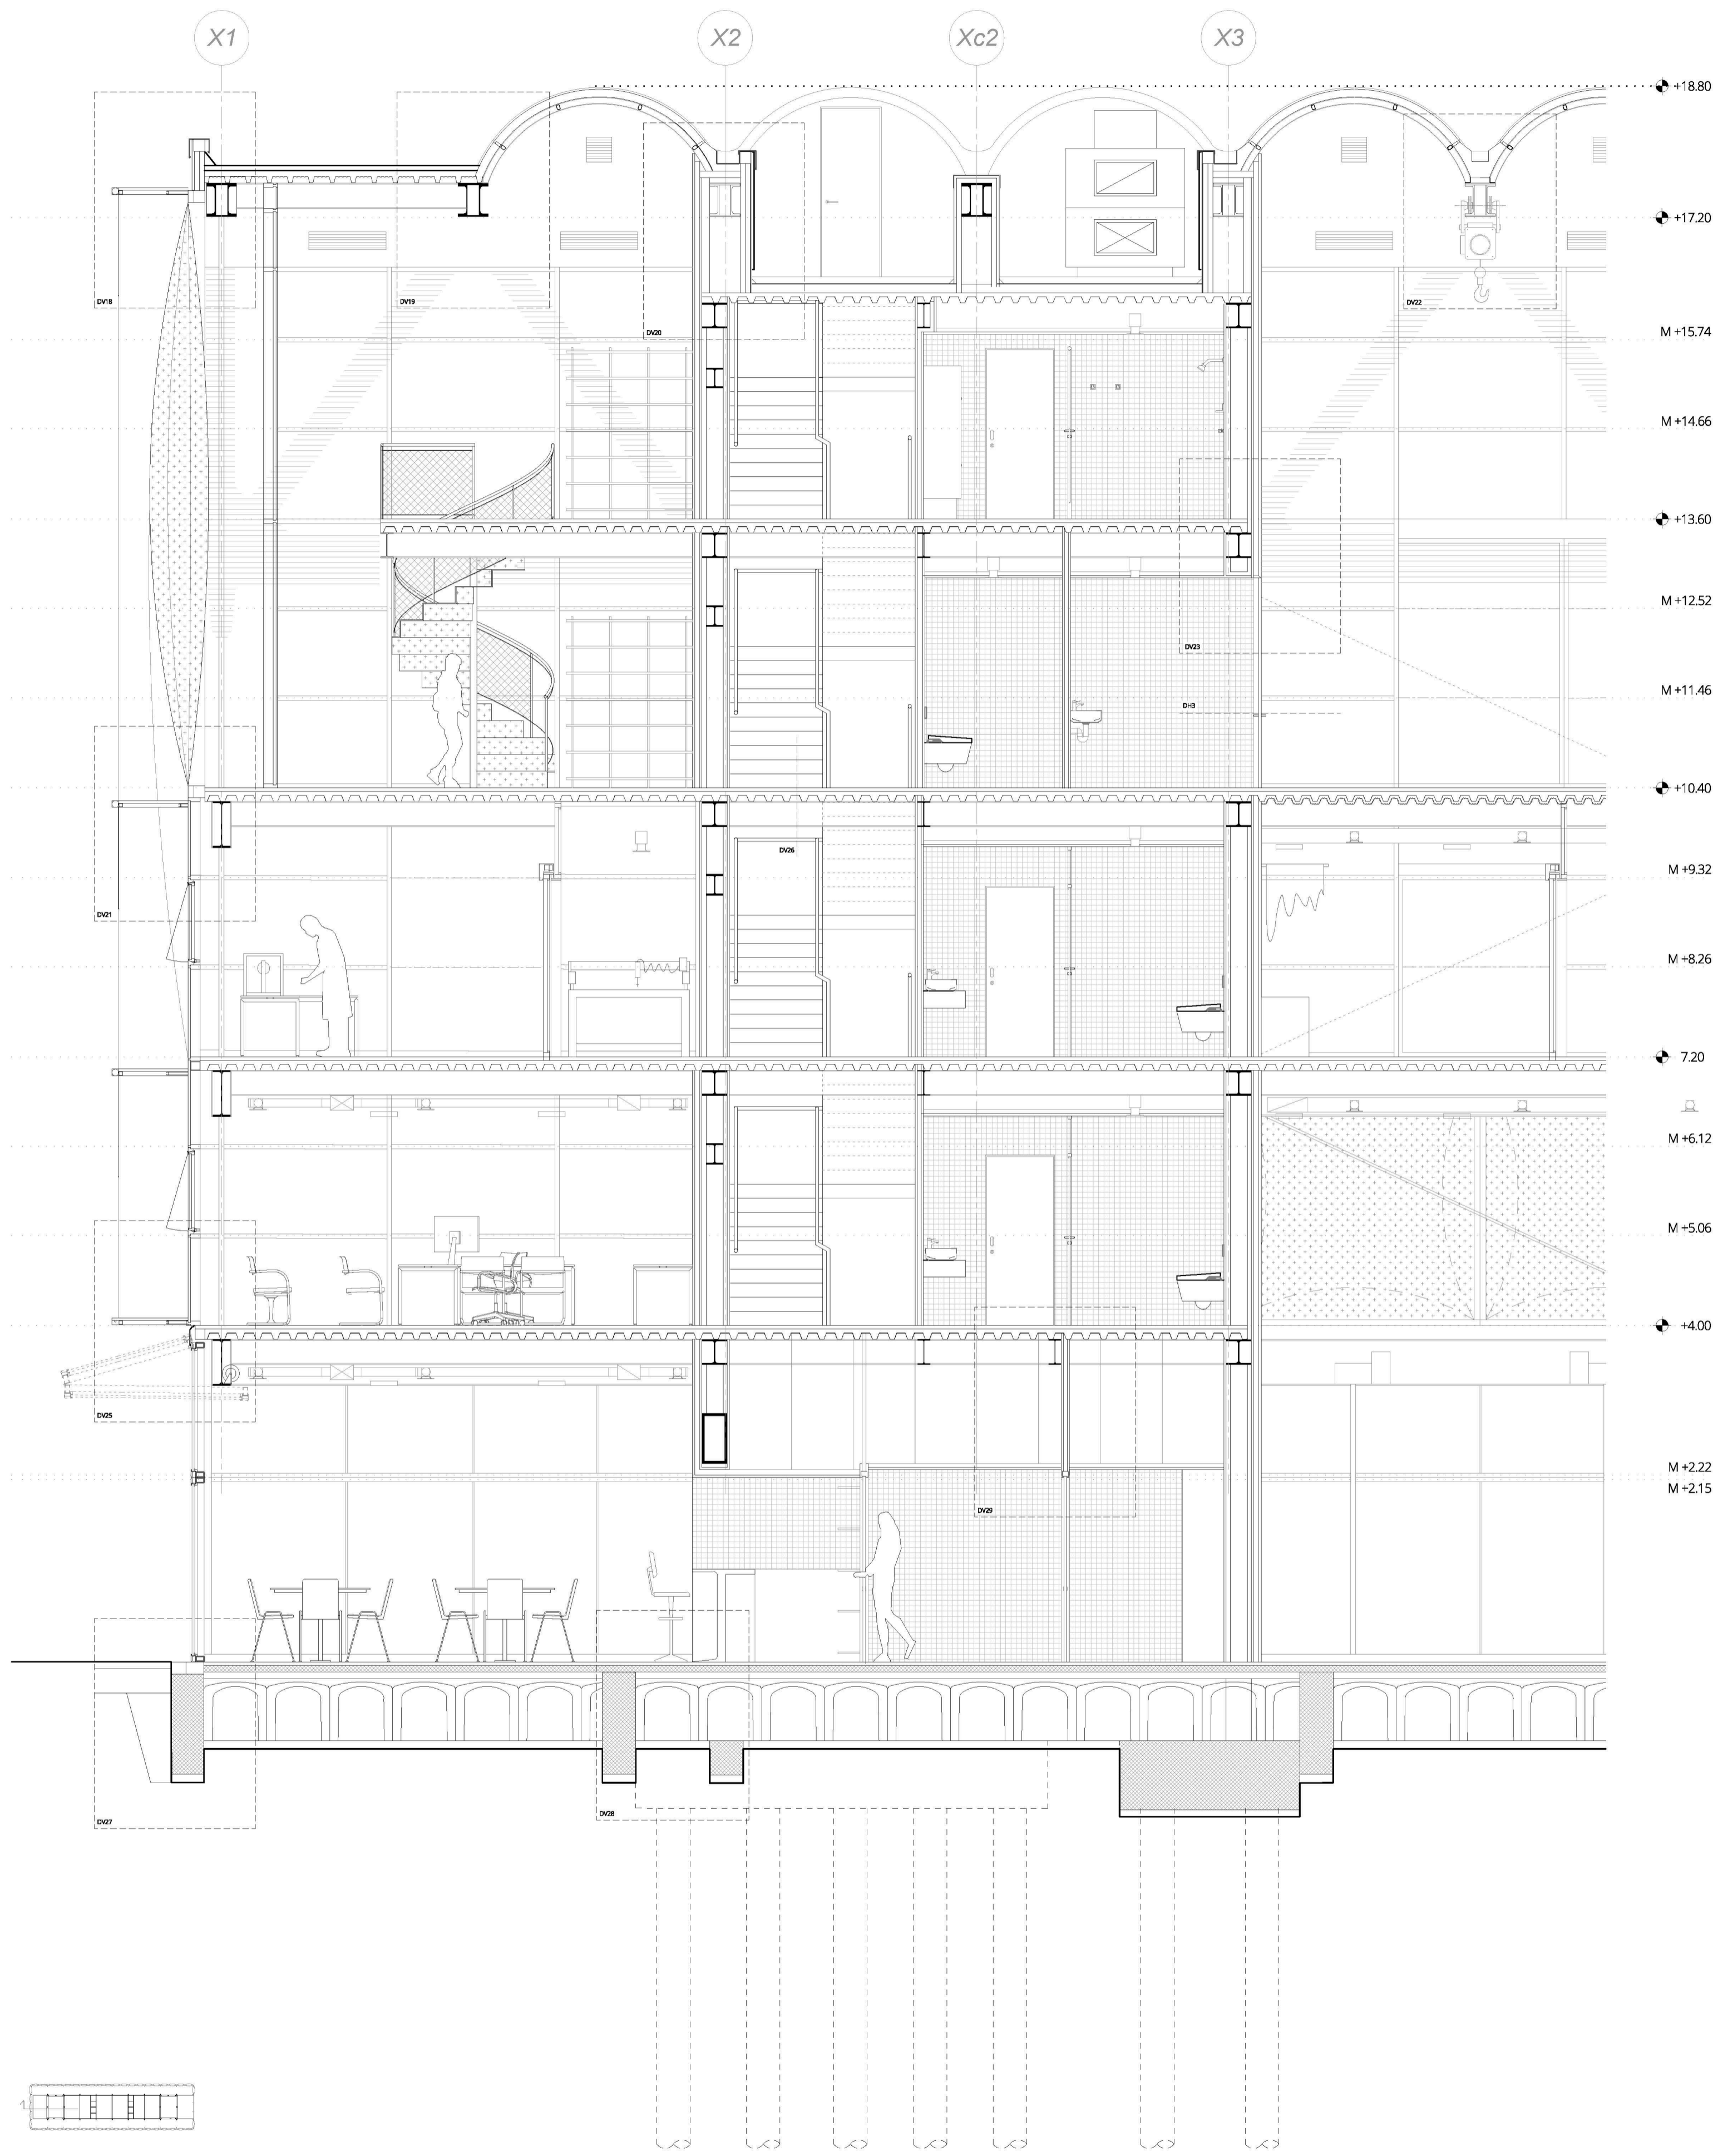 X1 X2 Xc2 X3
+18.80
+17.20
DV18
DV19
DV22
DV20
M +15.74
M +14.66
+13.60
M +12.52
DV23
M +11.46
DH3
+10.40
DV26
M +9.32
DV21
M +8.26
7.20
M +6.12
M +5.06
+4.00
DV25
M +2.22
M +2.15
DV29
DV28
DV27
1